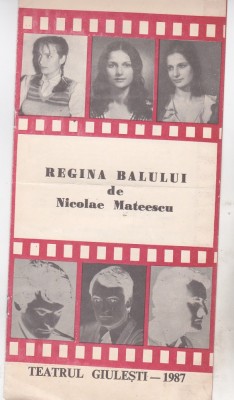 REGINA BALULUI
de
Nicolae Mateescu
TEATRUL GIULEȘTI — 1987